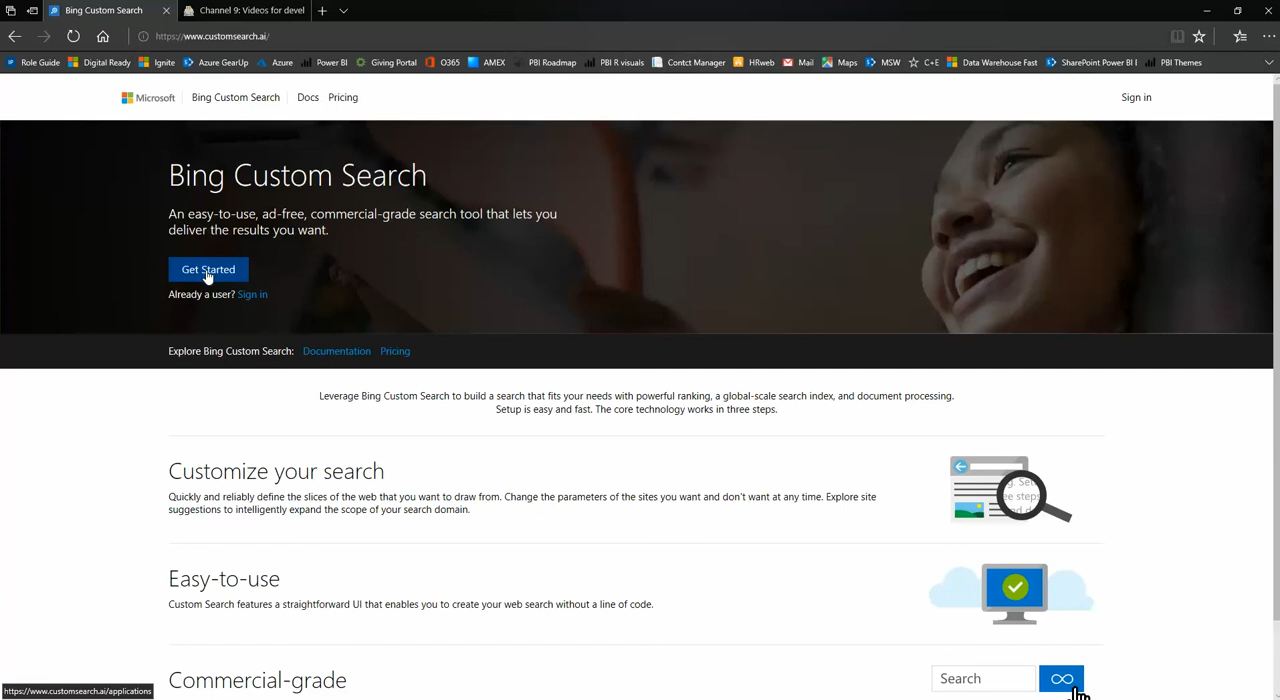 Bing Custom Search
Channel 9: Videos for devel
https://www.customsearch.ai/
Role Guide Digital Ready Ignite Azure GearUp Azure Power BI Giving Portal O365 AMEX PBI Roadmap PBI R visuals Contct Manager HRweb Mail Maps MSW C+E Data Warehouse Fast SharePoint Power BI I PBI Themes
Microsoft Bing Custom Search Docs Pricing Sign in
Bing Custom Search
An easy-to-use, ad-free, commercial-grade search tool that lets you
deliver the results you want.
Get Started
Already a user? Sign in
Explore Bing Custom Search: Documentation Pricing
Leverage Bing Custom Search to build a search that fits your needs with powerful ranking, a global-scale search index, and document processing.
Setup is easy and fast. The core technology works in three steps.
Customize your search
Quickly and reliably define the slices of the web that you want to draw from. Change the parameters of the sites you want and don't want at any time. Explore site
suggestions to intelligently expand the scope of your search domain.
Easy-to-use
Custom Search features a straightforward UI that enables you to create your web search without a line of code.
Commercial-grade
Search
https://www.customsearch.ai/applications